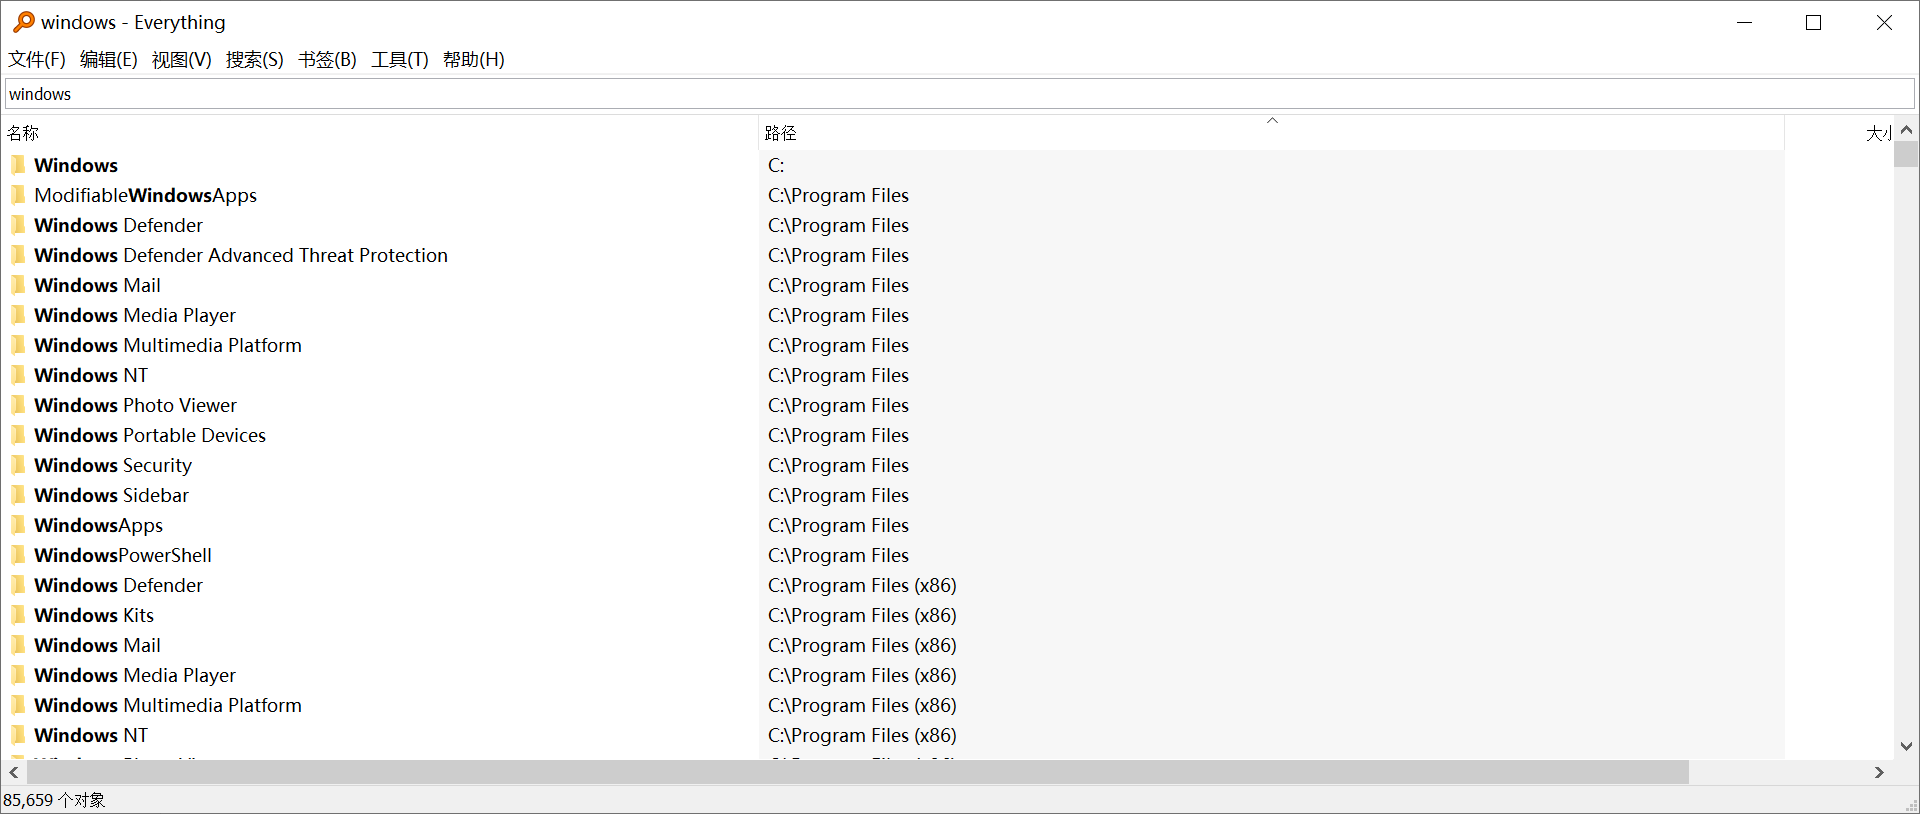 windows - Everything
文件(F) 编辑(E) 视图(V) 搜索(S) 书签(B) 工具(T) 帮助(H)
windows
名称 路径 大小
Windows C:
ModifiableWindowsApps C:\Program Files
Windows Defender C:\Program Files
Windows Defender Advanced Threat Protection C:\Program Files
Windows Mail C:\Program Files
Windows Media Player C:\Program Files
Windows Multimedia Platform C:\Program Files
Windows NT C:\Program Files
Windows Photo Viewer C:\Program Files
Windows Portable Devices C:\Program Files
Windows Security C:\Program Files
Windows Sidebar C:\Program Files
WindowsApps C:\Program Files
WindowsPowerShell C:\Program Files
Windows Defender C:\Program Files (x86)
Windows Kits C:\Program Files (x86)
Windows Mail C:\Program Files (x86)
Windows Media Player C:\Program Files (x86)
Windows Multimedia Platform C:\Program Files (x86)
Windows NT C:\Program Files (x86)
85,659 个对象